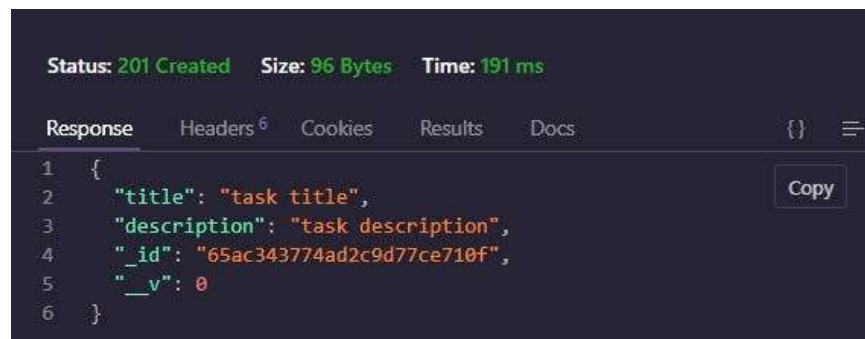 Status: 201 Created Size: 96 Bytes Time: 191 ms
Response Headers 6 Cookies Results Docs {}
1 {
Copy
2 "title": "task title",
3 "description": "task description",
4 "_id": "65ac343774ad2c9d77ce710f",
5 "__v": 0
6 }